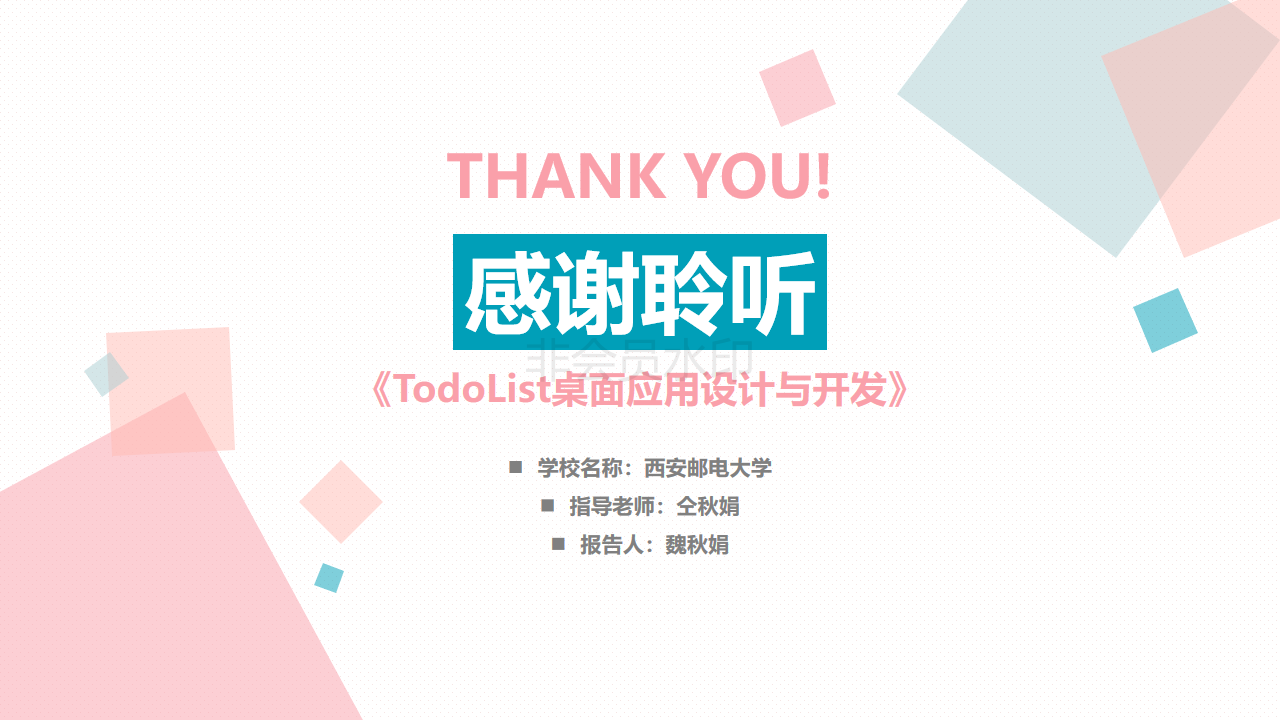 THANK YOU!
感谢聆听
非会员水印
《TodoList桌面应用设计与开发》
■ 学校名称：西安邮电大学
■ 指导老师：仝秋娟
■ 报告人：魏秋娟